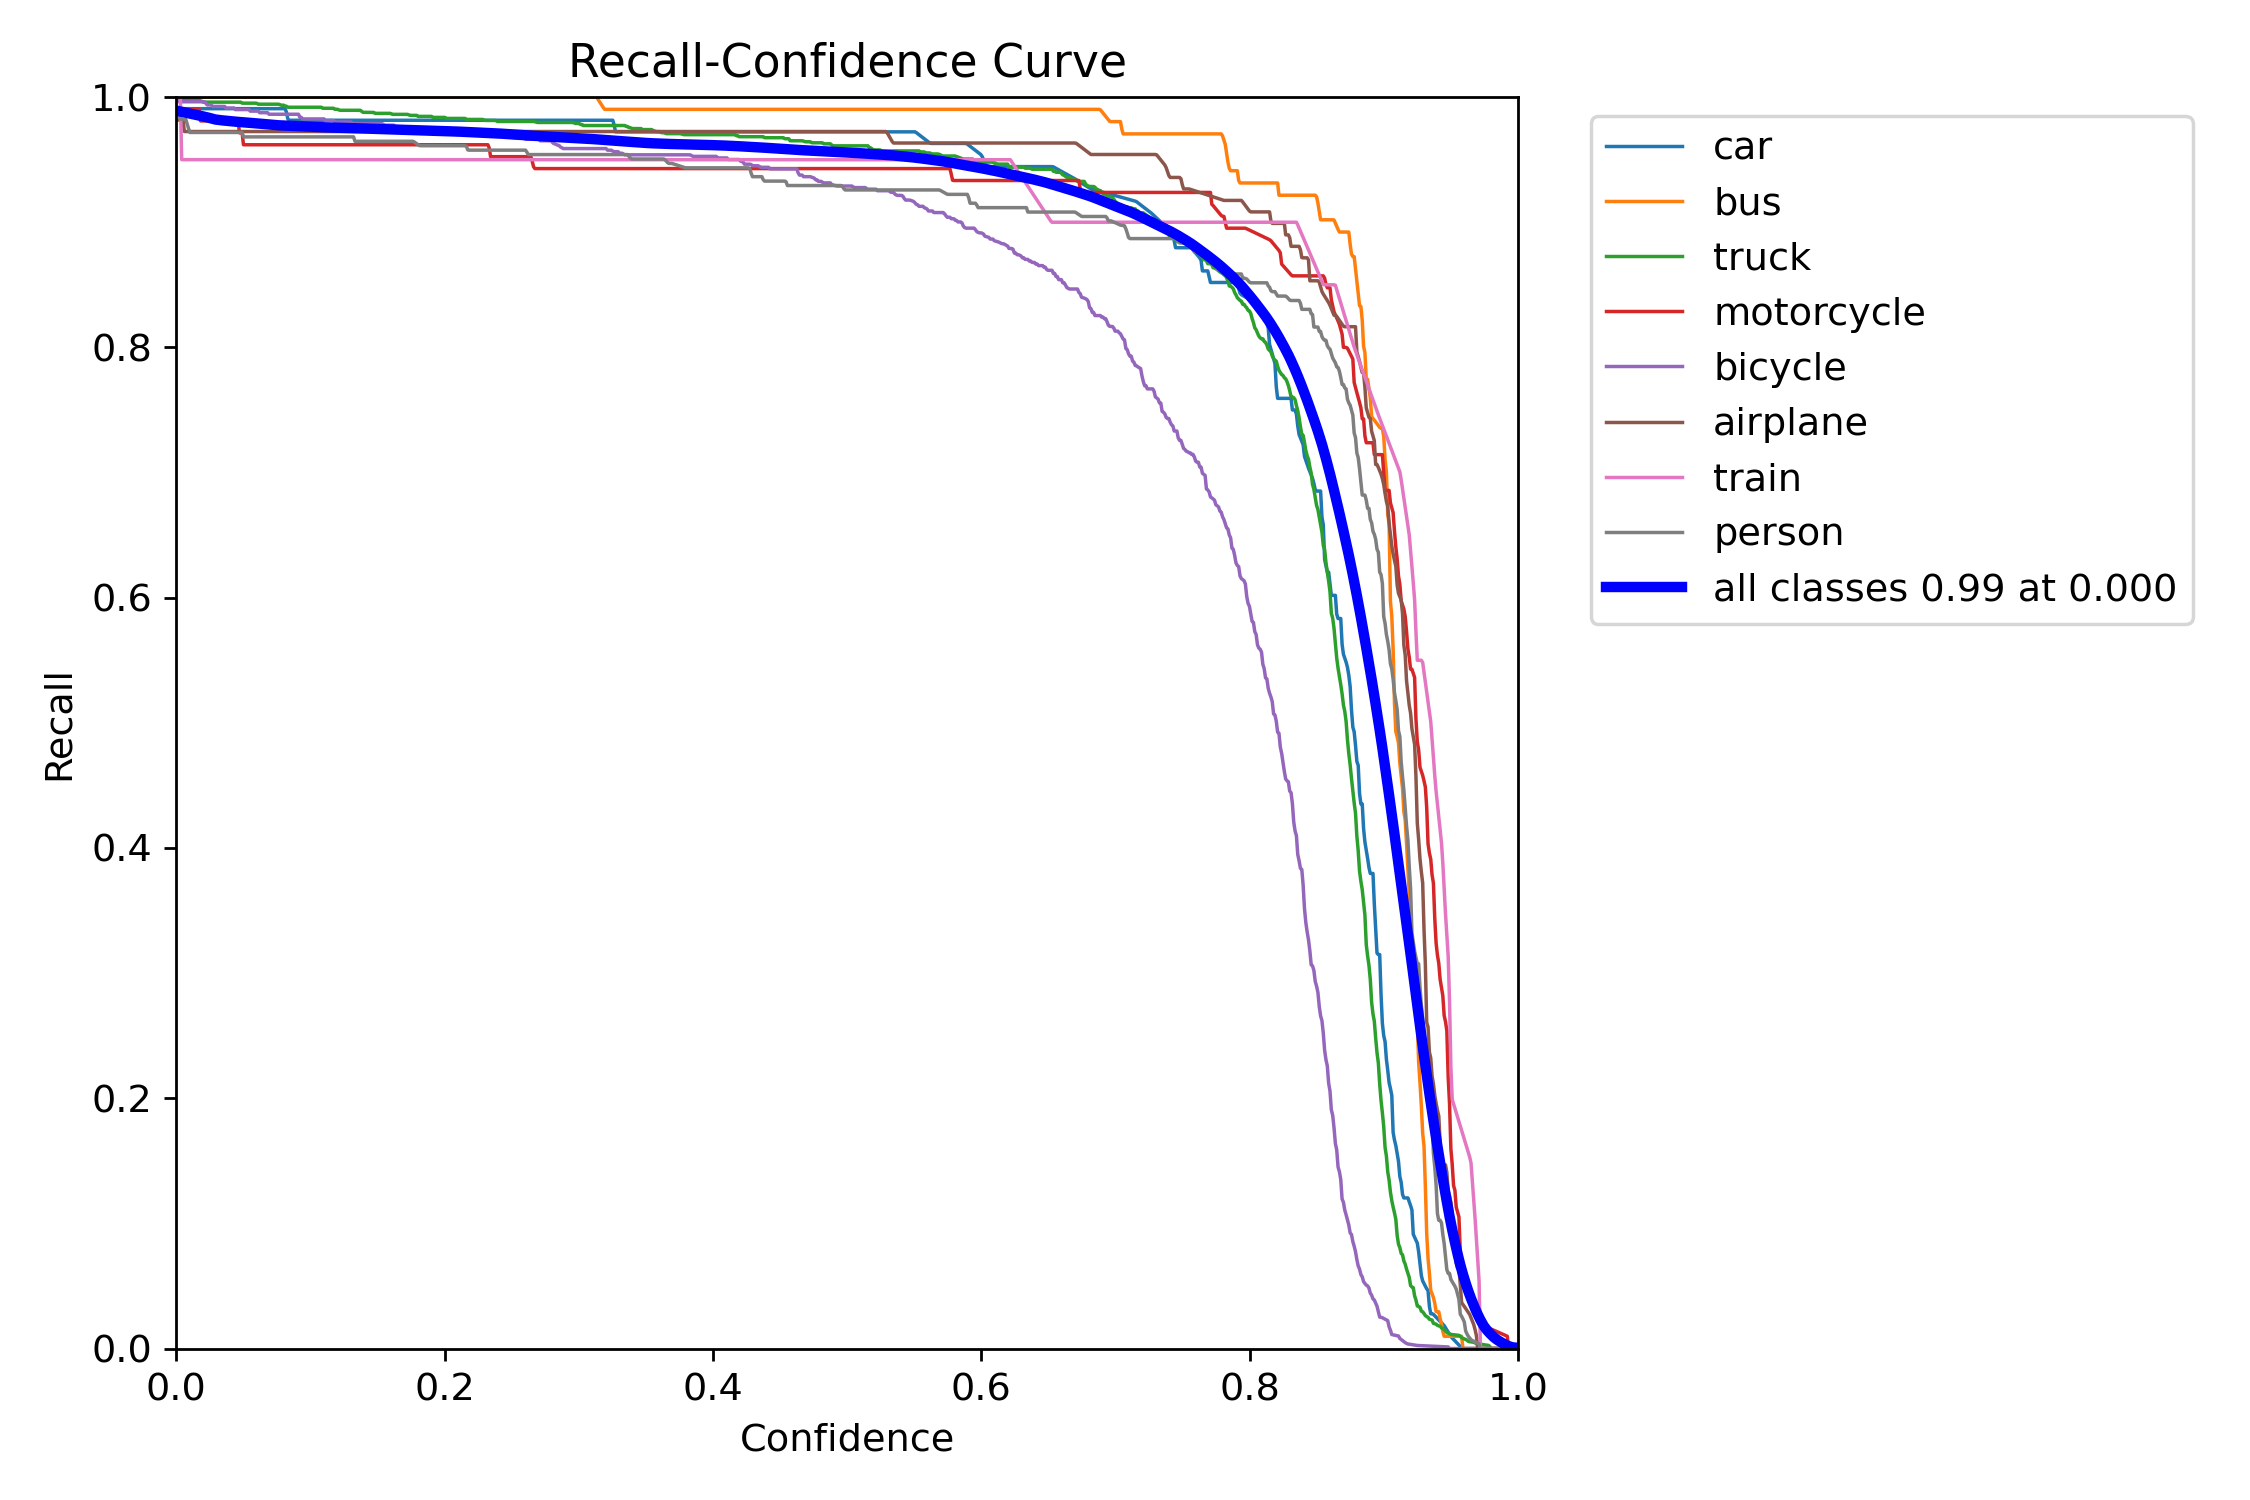 Recall-Confidence Curve
1.0
0.8
0.6
0.4
0.2
0.0
Recall
0.0 0.2 0.4 0.6 0.8 1.0
Confidence
car
bus
truck
motorcycle
bicycle
airplane
train
person
all classes 0.99 at 0.000